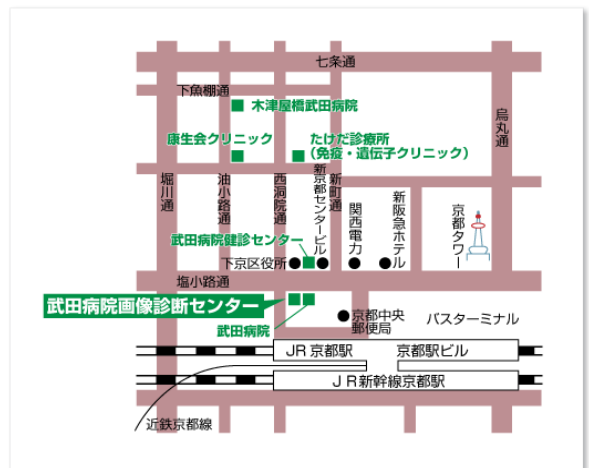 七条通
下魚棚通
木津屋橋武田病院
烏丸通
康生会クリニック
たけだ診療所
（免疫・遺伝子クリニック）
堀川通
油小路通
西洞院通
新京都センタービル
新町通
関西電力
新阪急ホテル
京都タワー
武田病院健診センター
下京区役所
塩小路通
武田病院画像診断センター
武田病院
京都中央
郵便局
バスターミナル
JR京都駅
京都駅ビル
JR新幹線京都駅
近鉄京都線